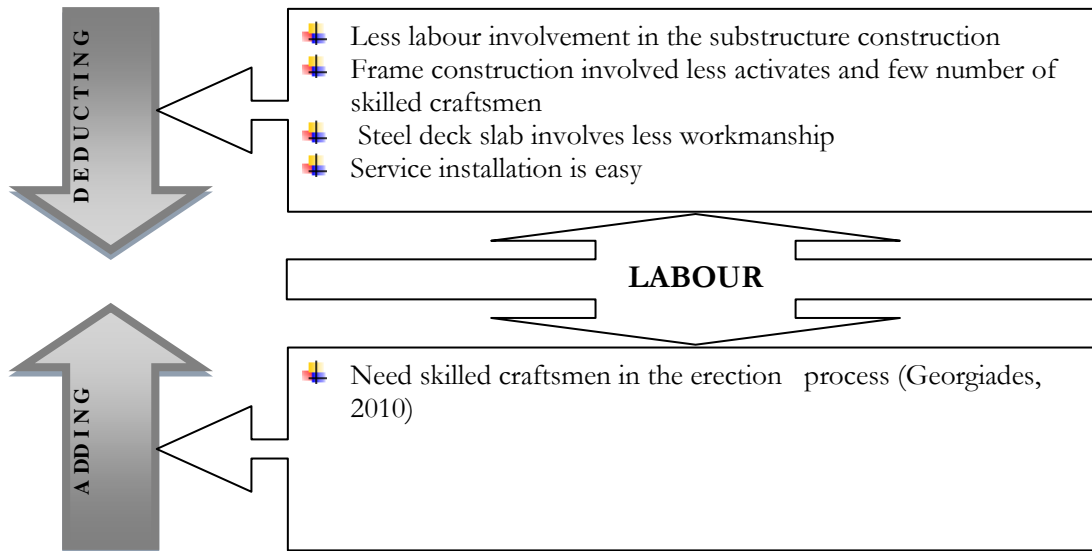 DEDUCTING
Less labour involvement in the substructure construction
Frame construction involved less activates and few number of
skilled craftsmen
Steel deck slab involves less workmanship
Service installation is easy
LABOUR
ADDING
Need skilled craftsmen in the erection process (Georgiades,
2010)